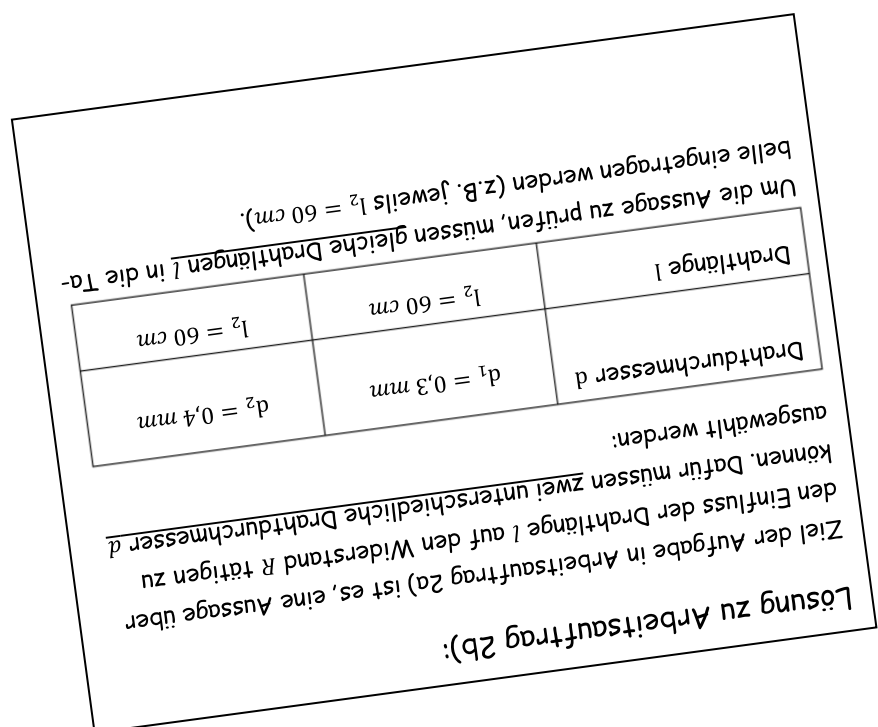 Lösung zu Arbeitsauftrag 2b):
Ziel der Aufgabe in Arbeitsauftrag 2a) ist es, eine Aussage über
den Einfluss der Drahtlänge l auf den Widerstand R tätigen zu
können. Dafür müssen zwei unterschiedliche Drahtdurchmesser d
ausgewählt werden:
Drahtdurchmesser d d₁ = 0,3 mm d₂ = 0,4 mm
Drahtlänge l l₂ = 60 cm l₂ = 60 cm
Um die Aussage zu prüfen, müssen gleiche Drahtlängen l in die Ta-
belle eingetragen werden (z.B. jeweils l₂ = 60 cm).